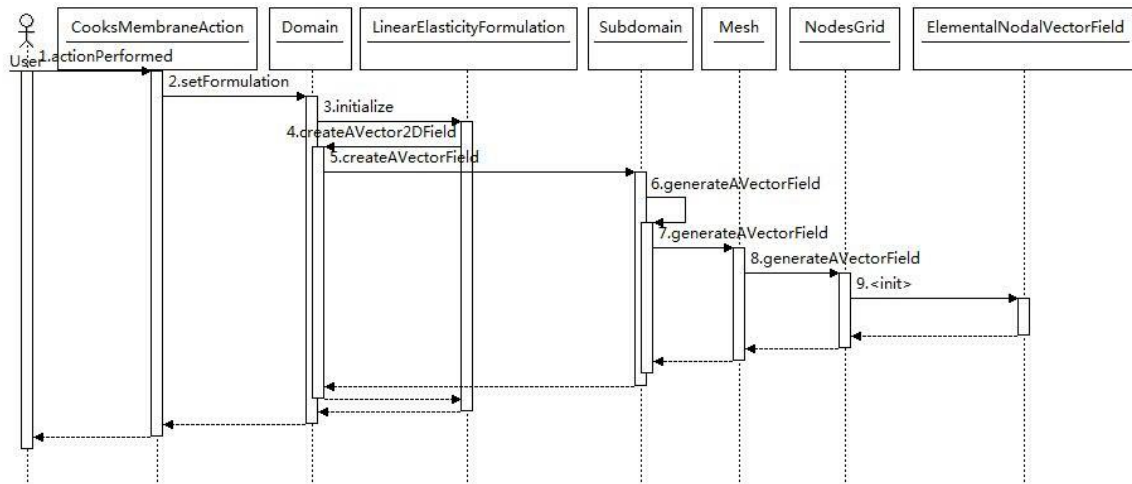 CooksMembraneAction
Domain
LinearElasticityFormulation
Subdomain
Mesh
NodesGrid
ElementalNodalVectorField
User
1.actionPerformed
2.setFormulation
3.initialize
4.createAVector2DField
5.createAVectorField
6.generateAVectorField
7.generateAVectorField
8.generateAVectorField
9.<init>